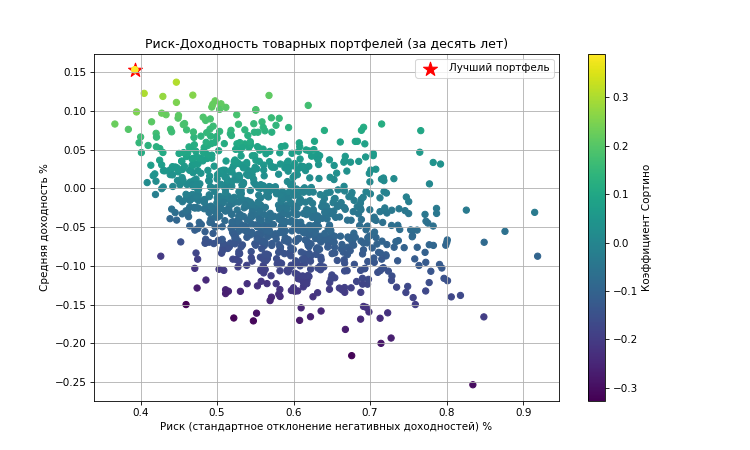 Риск-Доходность товарных портфелей (за десять лет)
Лучший портфель
Средняя доходность %
0.15
0.10
0.05
0.00
−0.05
−0.10
−0.15
−0.20
−0.25
0.4 0.5 0.6 0.7 0.8 0.9
Риск (стандартное отклонение негативных доходностей) %
0.3
0.2
0.1
0.0
−0.1
−0.2
−0.3
Коэффициент Сортино